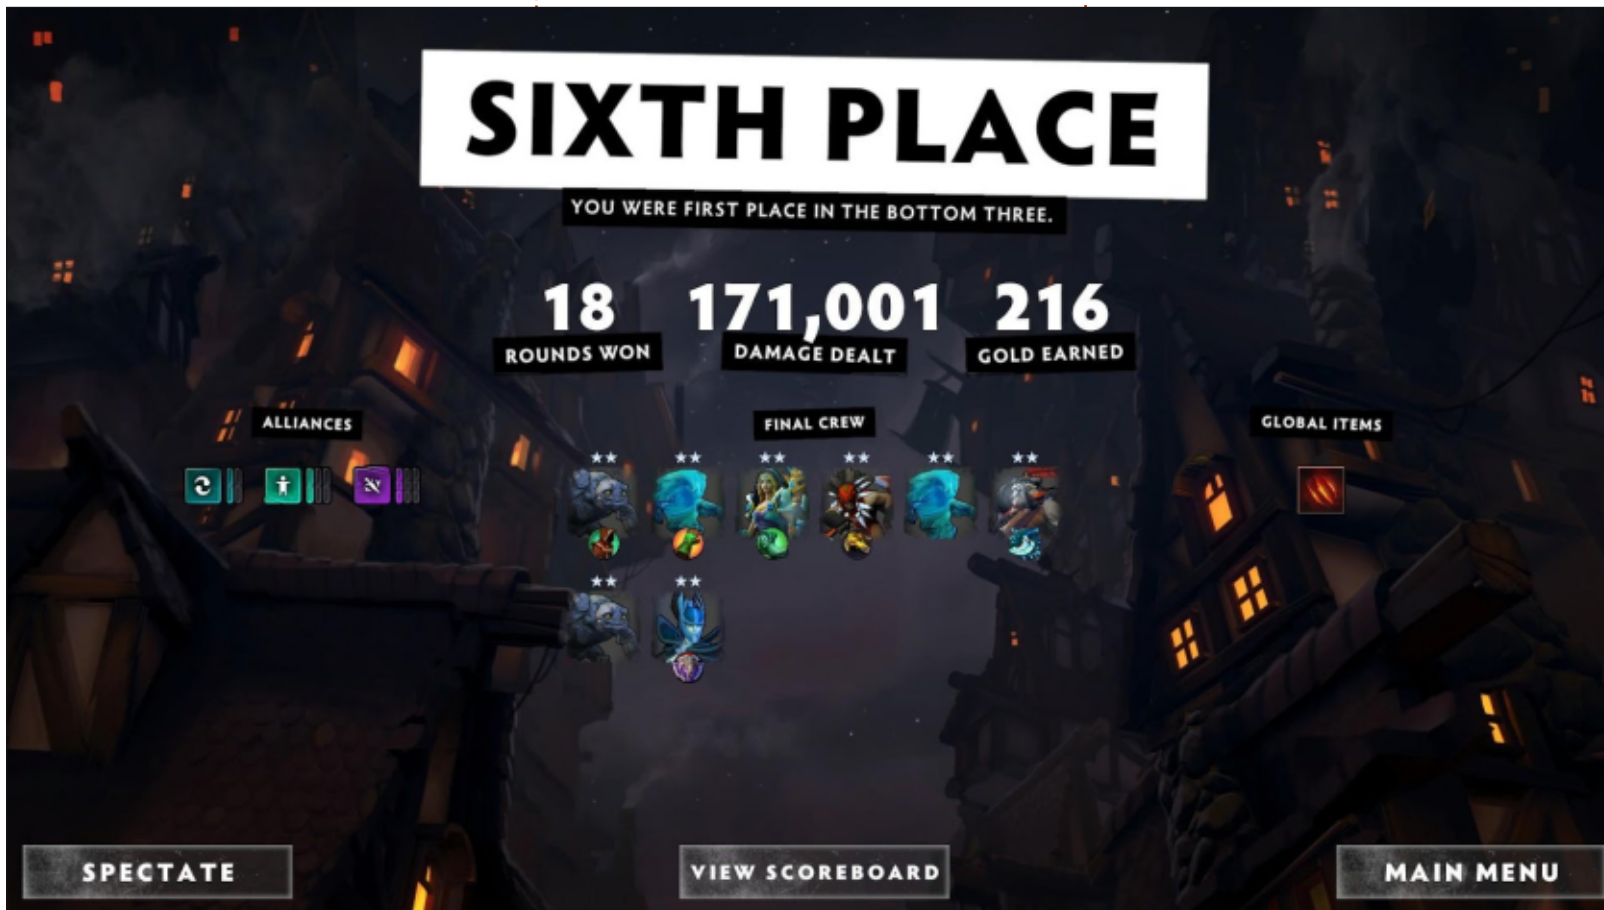 SIXTH PLACE
YOU WERE FIRST PLACE IN THE BOTTOM THREE.
18 171,001 216
ROUNDS WON DAMAGE DEALT GOLD EARNED
ALLIANCES FINAL CREW GLOBAL ITEMS
SPECTATE VIEW SCOREBOARD MAIN MENU